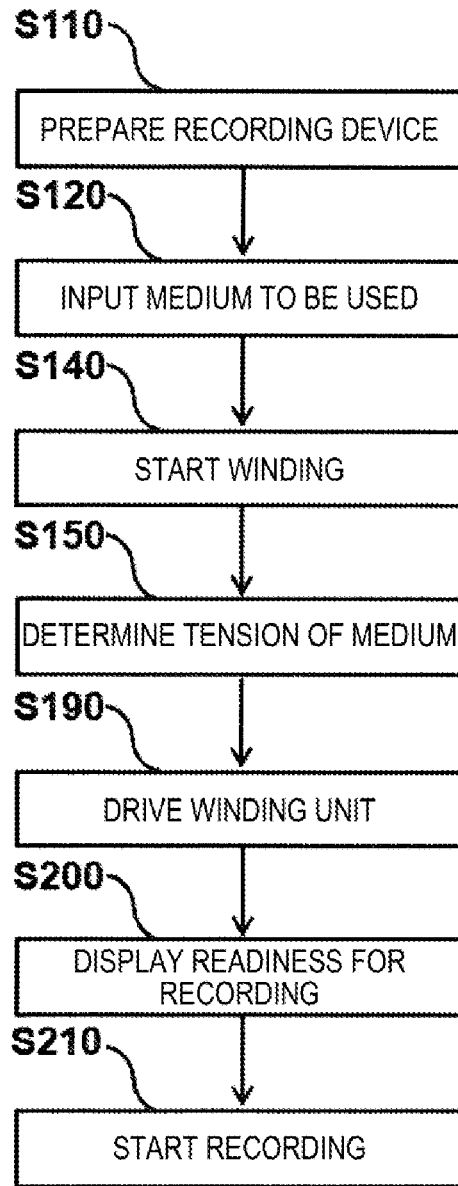 S110
PREPARE RECORDING DEVICE
S120
INPUT MEDIUM TO BE USED
S140
START WINDING
S150
DETERMINE TENSION OF MEDIUM
S190
DRIVE WINDING UNIT
S200
DISPLAY READINESS FOR
RECORDING
S210
START RECORDING